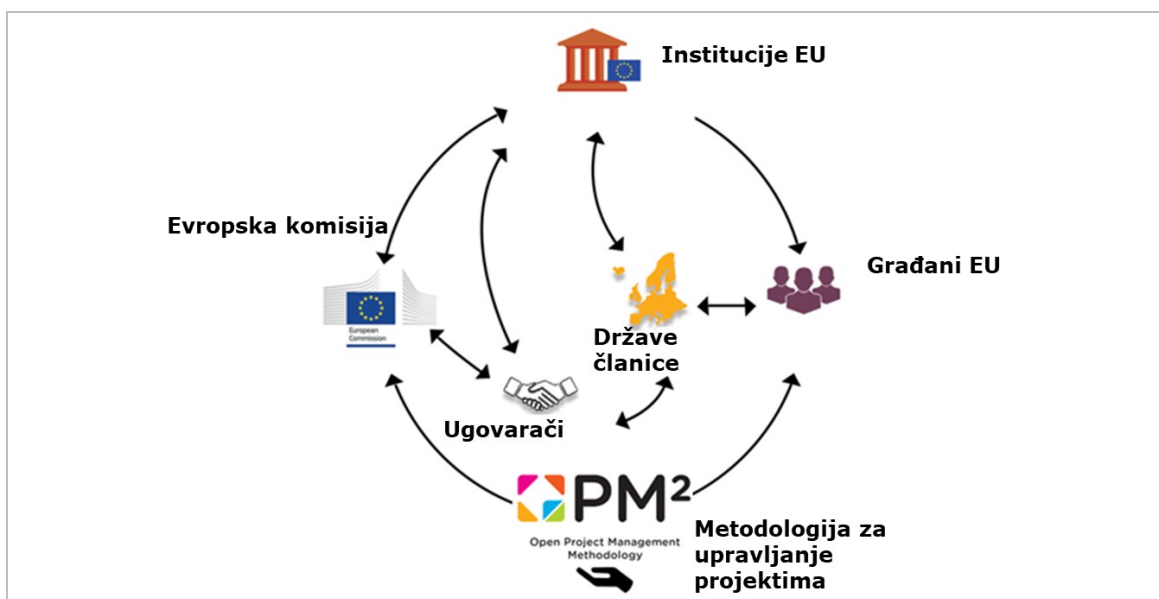 Institucije EU
Evropska komisija
European
Commission
Građani EU
Države
članice
Ugovarači
PM²
Open Project Management
Methodology
Metodologija za
upravljanje
projektima